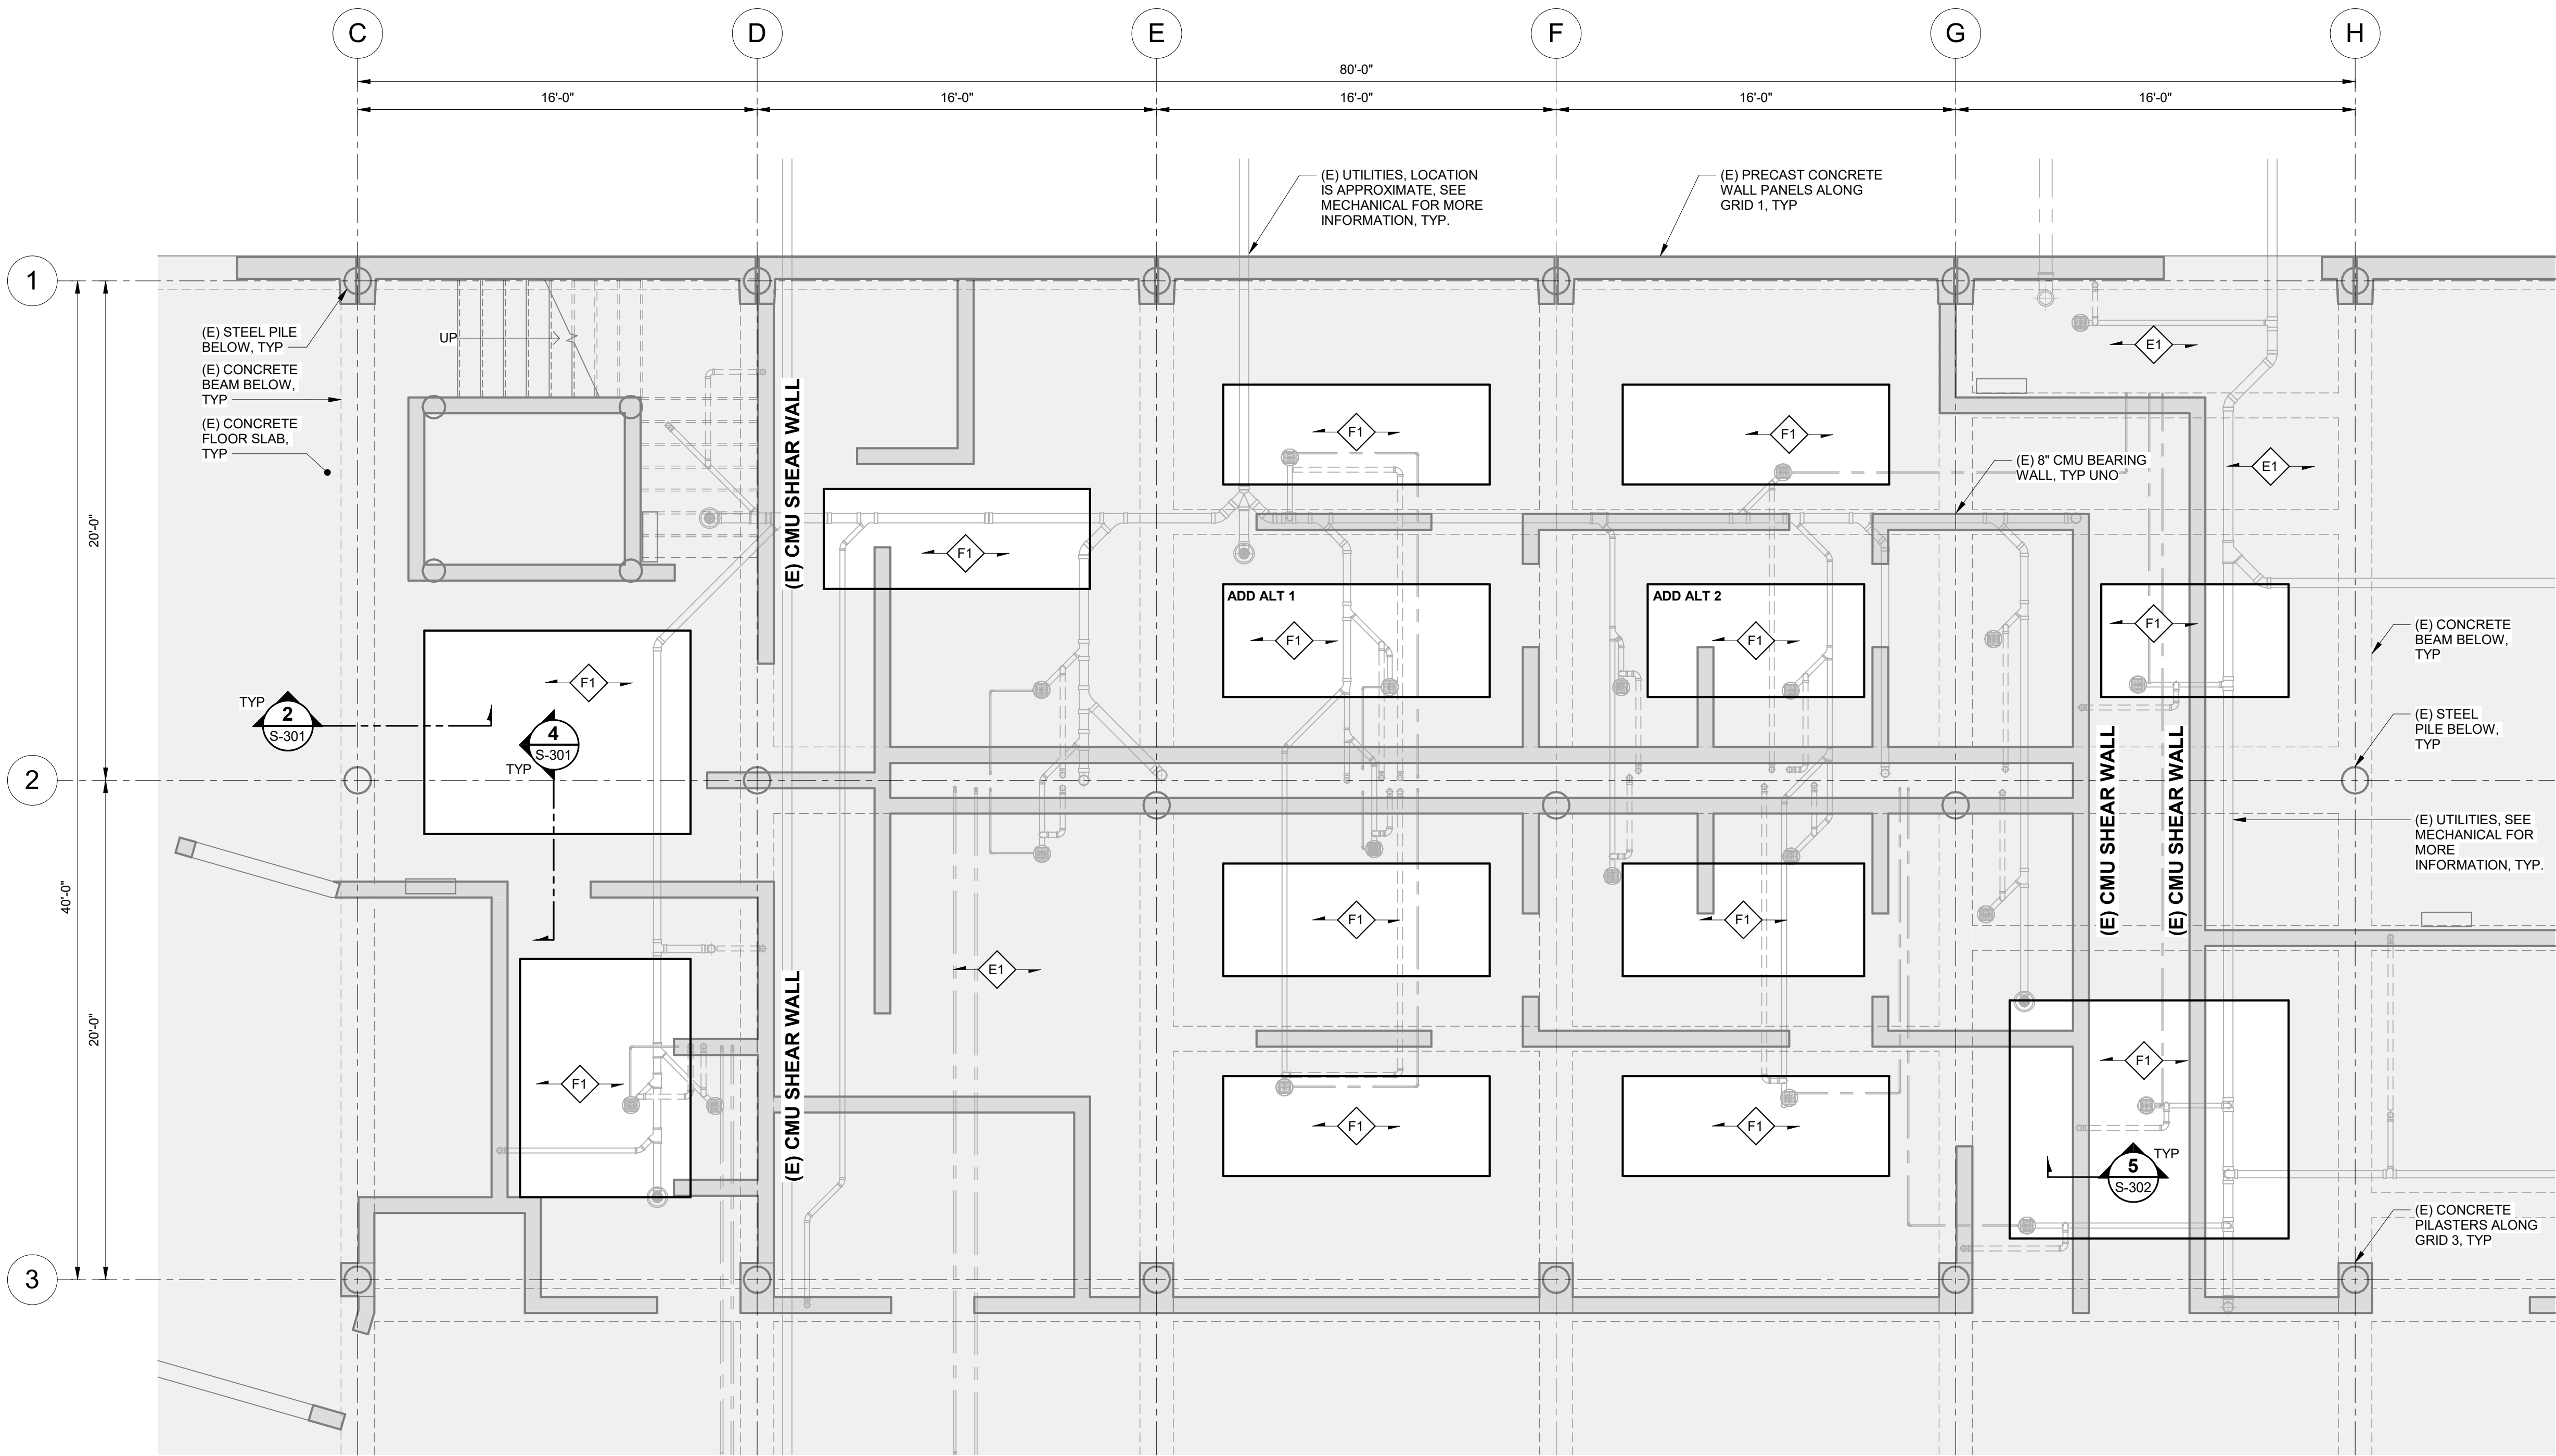 C
D
E
F
G
H
80'-0"
16'-0"
16'-0"
16'-0"
16'-0"
16'-0"
(E) UTILITIES, LOCATION
IS APPROXIMATE, SEE
MECHANICAL FOR MORE
INFORMATION, TYP.
(E) PRECAST CONCRETE
WALL PANELS ALONG
GRID 1, TYP
1
(E) STEEL PILE
BELOW, TYP
(E) CONCRETE
BEAM BELOW,
TYP
(E) CONCRETE
FLOOR SLAB,
TYP
UP
E1
F1
F1
(E) 8" CMU BEARING
WALL, TYP UNO
E1
(E) CMU SHEAR WALL
20'-0"
F1
ADD ALT 1
F1
ADD ALT 2
F1
F1
(E) CONCRETE
BEAM BELOW,
TYP
F1
TYP
2
S-301
4
S-301
TYP
(E) STEEL
PILE BELOW,
TYP
2
(E) CMU SHEAR WALL
(E) CMU SHEAR WALL
(E) UTILITIES, SEE
MECHANICAL FOR
MORE
INFORMATION, TYP.
40'-0"
F1
F1
E1
20'-0"
(E) CMU SHEAR WALL
F1
F1
F1
F1
TYP
5
S-302
(E) CONCRETE
PILASTERS ALONG
GRID 3, TYP
3